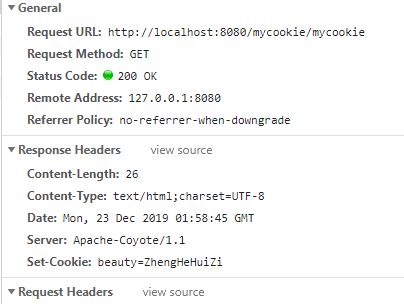 General
Request URL: http://localhost:8080/mycookie/mycookie
Request Method: GET
Status Code: 200 OK
Remote Address: 127.0.0.1:8080
Referrer Policy: no-referrer-when-downgrade
Response Headers view source
Content-Length: 26
Content-Type: text/html;charset=UTF-8
Date: Mon, 23 Dec 2019 01:58:45 GMT
Server: Apache-Coyote/1.1
Set-Cookie: beauty=ZhengHeHuiZi
Request Headers view source